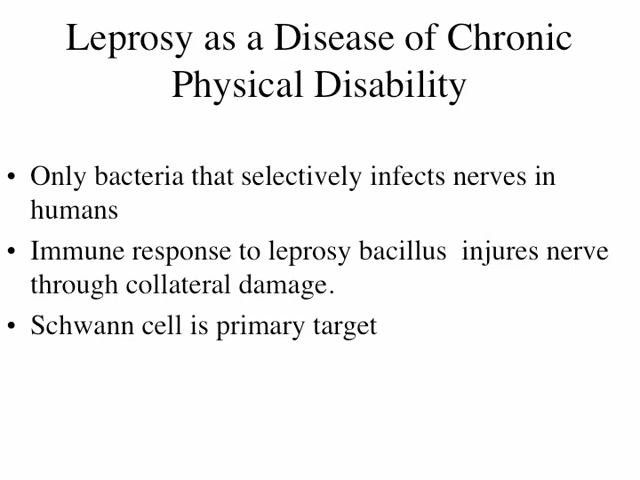 Leprosy as a Disease of Chronic
Physical Disability
• Only bacteria that selectively infects nerves in
humans
• Immune response to leprosy bacillus  injures nerve
through collateral damage.
• Schwann cell is primary target